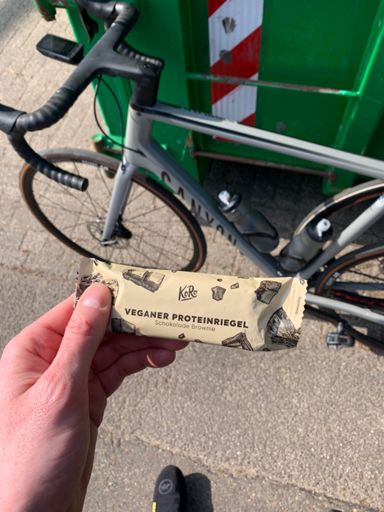 CANYON
KoRo
VEGANER PROTEINRIEGEL
Schokolade Brownie